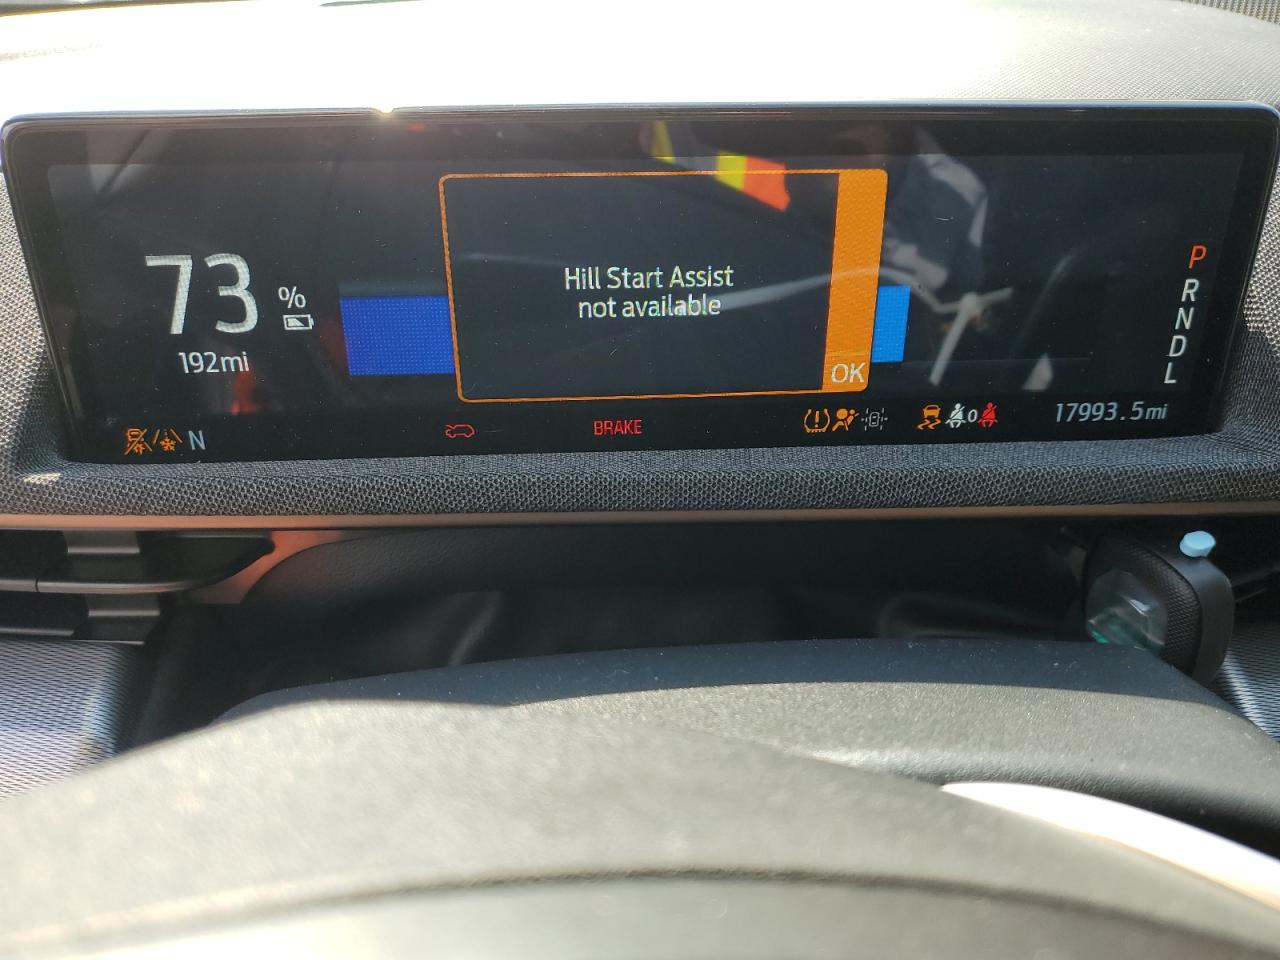 73 %
192mi
Hill Start Assist
not available
OK
P
R
N
D
L
N
BRAKE
0
17993.5mi